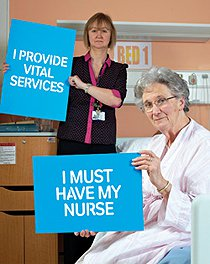 I PROVIDE
VITAL
SERVICES
BED 1
I MUST
HAVE MY
NURSE